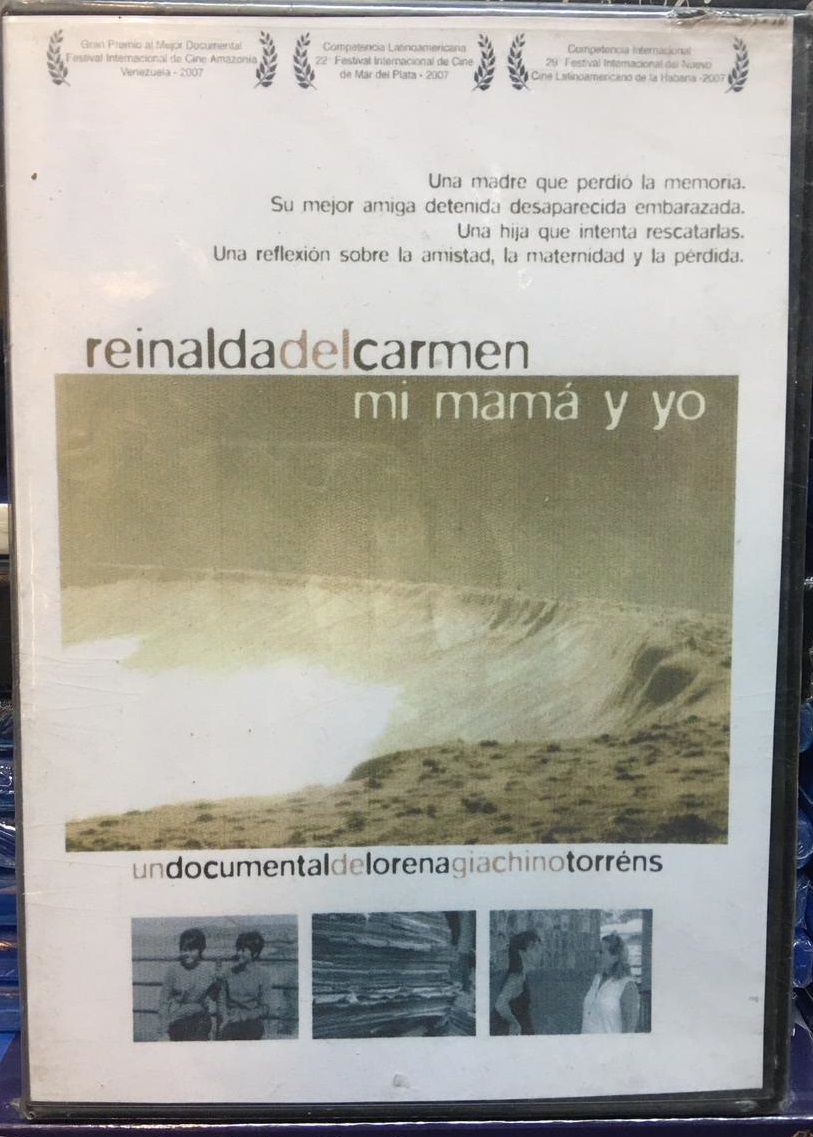 Gran Premio al Mejor Documental
Festival Internacional de Cine Amazonia
Venezuela - 2007
Competencia Latinoamericana
22° Festival Internacional de Cine
de Mar del Plata - 2007
Competencia Internacional
29° Festival Internacional del Nuevo
Cine Latinoamericano de la Habana -2007
Una madre que perdió la memoria.
Su mejor amiga detenida desaparecida embarazada.
Una hija que intenta rescatarlas.
Una reflexión sobre la amistad, la maternidad y la pérdida.
reinaldadelcarmen
mi mamá y yo
undocumentaldelorenagiachinotorréns